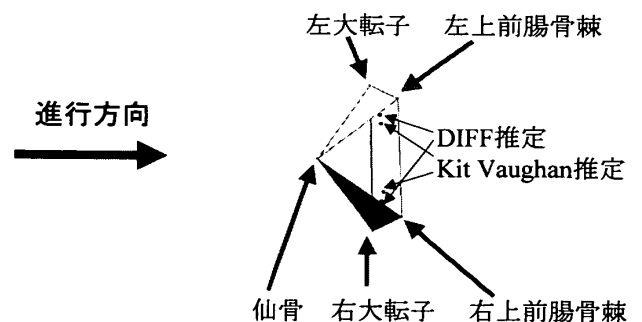 左大転子
左上前腸骨棘
進行方向
DIFF推定
Kit Vaughan推定
仙骨
右大転子
右上前腸骨棘